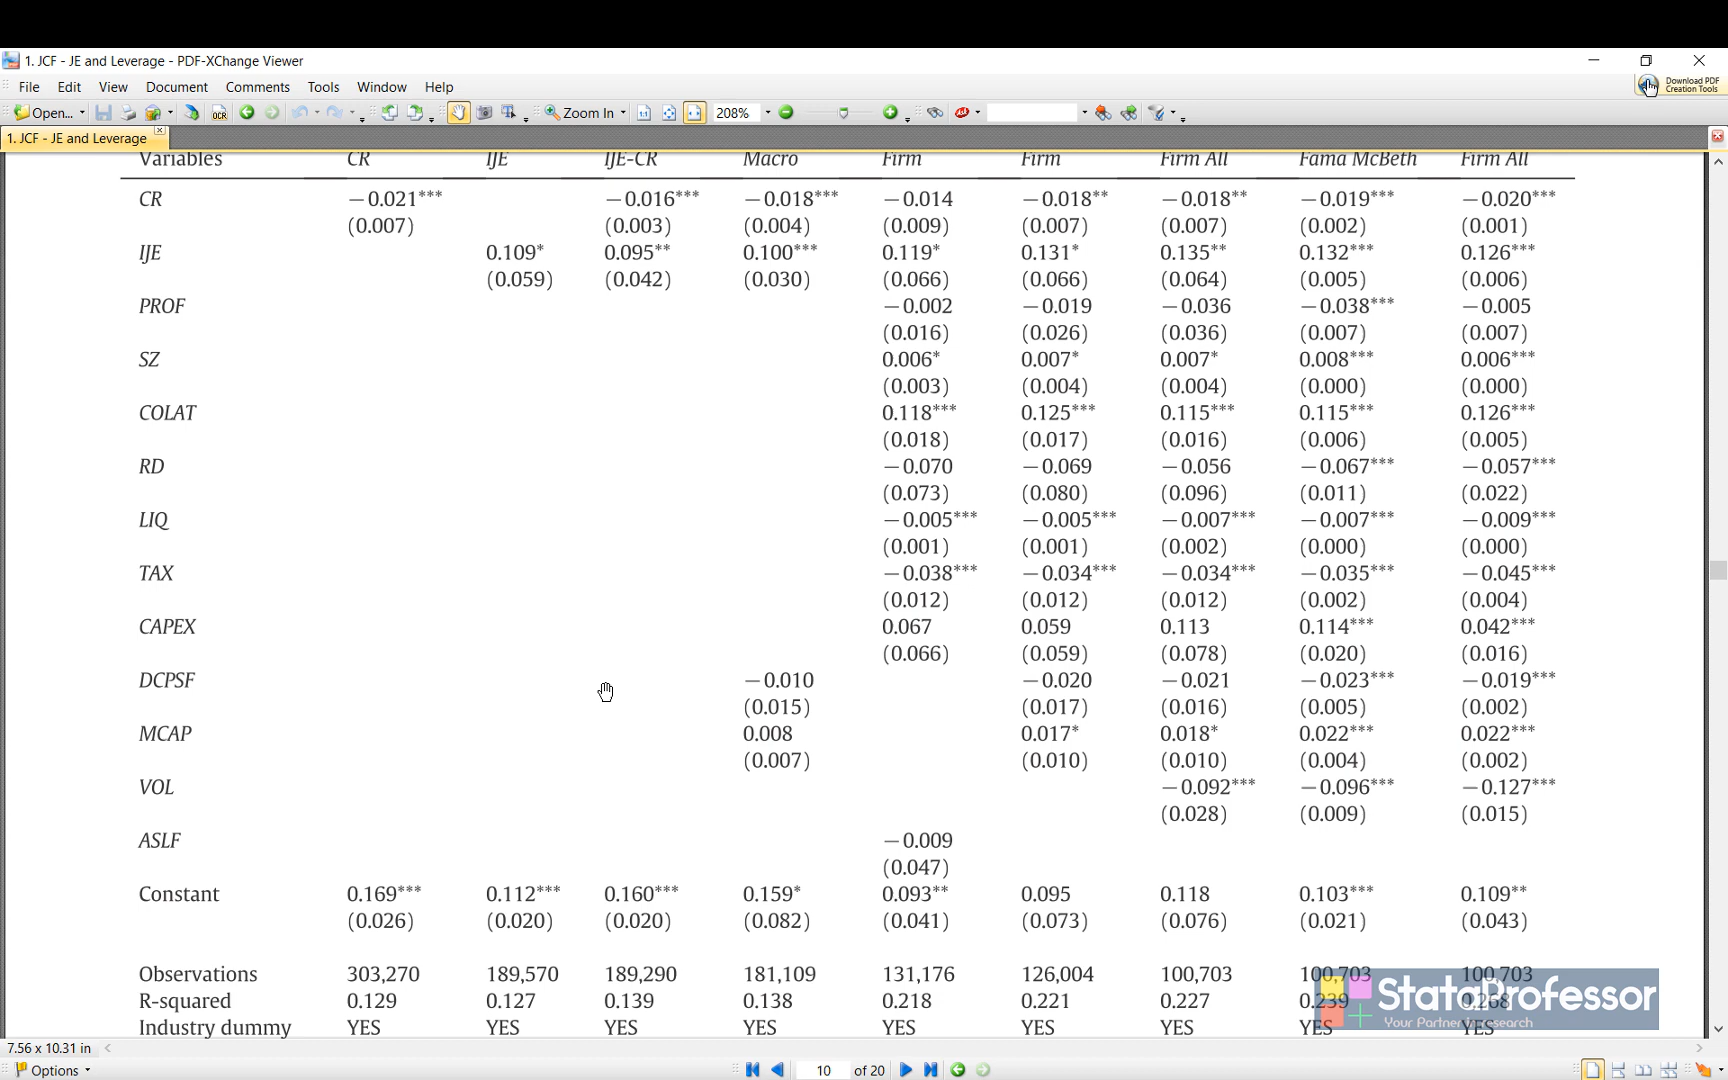 1. JCF - JE and Leverage - PDF-XChange Viewer
File Edit View Document Comments Tools Window Help
Download PDF
Creation Tools
Open... OCR Zoom In 208%
1. JCF - JE and Leverage
Variables CR IJE IJE-CR Macro Firm Firm Firm All Fama McBeth Firm All
CR −0.021*** −0.016*** −0.018*** −0.014 −0.018** −0.018** −0.019*** −0.020***
(0.007) (0.003) (0.004) (0.009) (0.007) (0.007) (0.002) (0.001)
IJE 0.109* 0.095** 0.100*** 0.119* 0.131* 0.135** 0.132*** 0.126***
(0.059) (0.042) (0.030) (0.066) (0.066) (0.064) (0.005) (0.006)
PROF −0.002 −0.019 −0.036 −0.038*** −0.005
(0.016) (0.026) (0.036) (0.007) (0.007)
SZ 0.006* 0.007* 0.007* 0.008*** 0.006***
(0.003) (0.004) (0.004) (0.000) (0.000)
COLAT 0.118*** 0.125*** 0.115*** 0.115*** 0.126***
(0.018) (0.017) (0.016) (0.006) (0.005)
RD −0.070 −0.069 −0.056 −0.067*** −0.057***
(0.073) (0.080) (0.096) (0.011) (0.022)
LIQ −0.005*** −0.005*** −0.007*** −0.007*** −0.009***
(0.001) (0.001) (0.002) (0.000) (0.000)
TAX −0.038*** −0.034*** −0.034*** −0.035*** −0.045***
(0.012) (0.012) (0.012) (0.002) (0.004)
CAPEX 0.067 0.059 0.113 0.114*** 0.042***
(0.066) (0.059) (0.078) (0.020) (0.016)
DCPSF −0.010 −0.020 −0.021 −0.023*** −0.019***
(0.015) (0.017) (0.016) (0.005) (0.002)
MCAP 0.008 0.017* 0.018* 0.022*** 0.022***
(0.007) (0.010) (0.010) (0.004) (0.002)
VOL −0.092*** −0.096*** −0.127***
(0.028) (0.009) (0.015)
ASLF −0.009
(0.047)
Constant 0.169*** 0.112*** 0.160*** 0.159* 0.093** 0.095 0.118 0.103*** 0.109**
(0.026) (0.020) (0.020) (0.082) (0.041) (0.073) (0.076) (0.021) (0.043)
Observations 303,270 189,570 189,290 181,109 131,176 126,004 100,703 100,703 100,703
R-squared 0.129 0.127 0.139 0.138 0.218 0.221 0.227 0.239 0.268
Industry dummy YES YES YES YES YES YES YES YES YES
StataProfessor
Your Partner in research
7.56 x 10.31 in
Options 10 of 20